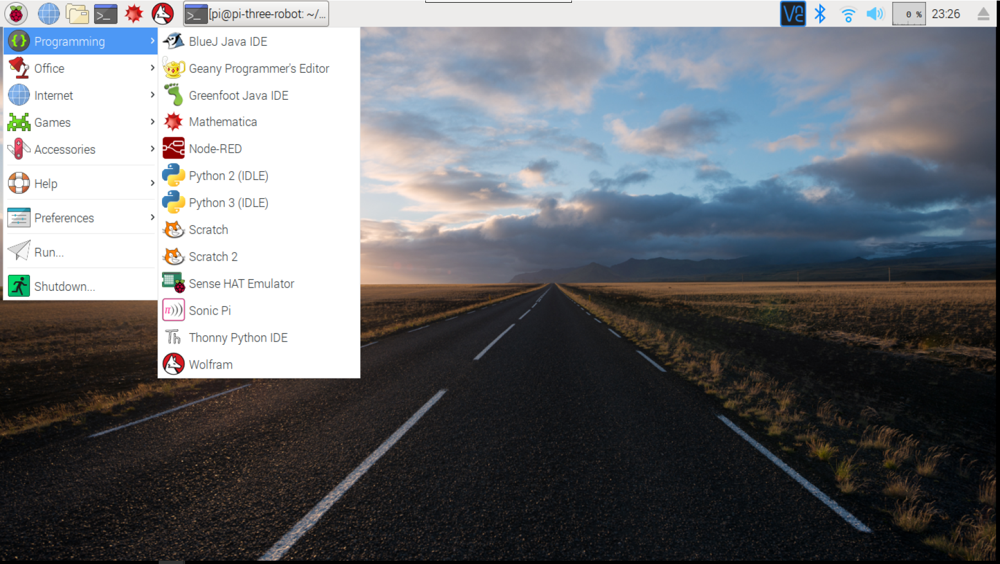 [pi@pi-three-robot: ~/...
VNC
0 %
23:26
Programming
Office
Internet
Games
Accessories
Help
Preferences
Run...
Shutdown...
BlueJ Java IDE
Geany Programmer's Editor
Greenfoot Java IDE
Mathematica
Node-RED
Python 2 (IDLE)
Python 3 (IDLE)
Scratch
Scratch 2
Sense HAT Emulator
Sonic Pi
Thonny Python IDE
Wolfram